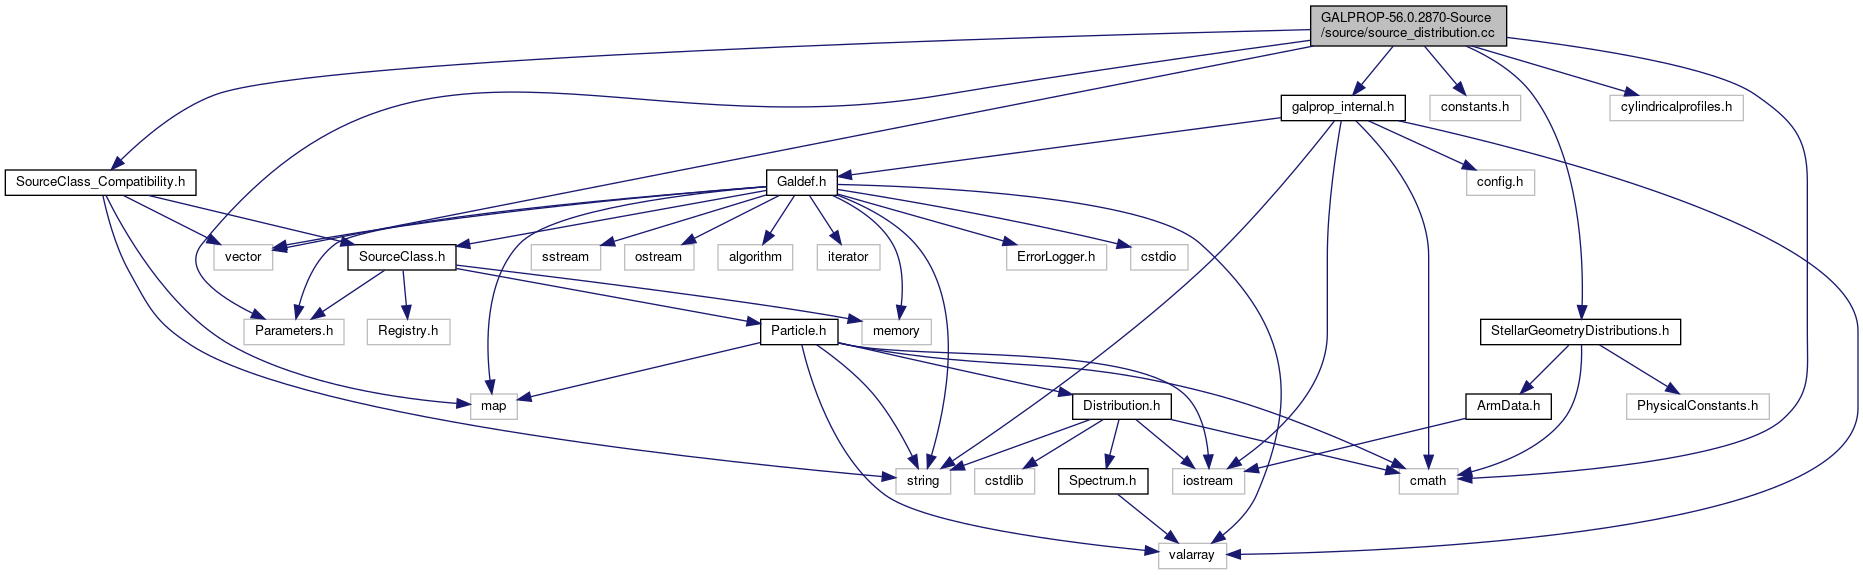 GALPROP-56.0.2870-Source
/source/source_distribution.cc
galprop_internal.h
constants.h
cylindricalprofiles.h
SourceClass_Compatibility.h
Galdef.h
config.h
vector
SourceClass.h
sstream
ostream
algorithm
iterator
ErrorLogger.h
cstdio
Parameters.h
Registry.h
Particle.h
memory
StellarGeometryDistributions.h
map
Distribution.h
ArmData.h
PhysicalConstants.h
string
cstdlib
Spectrum.h
iostream
cmath
valarray